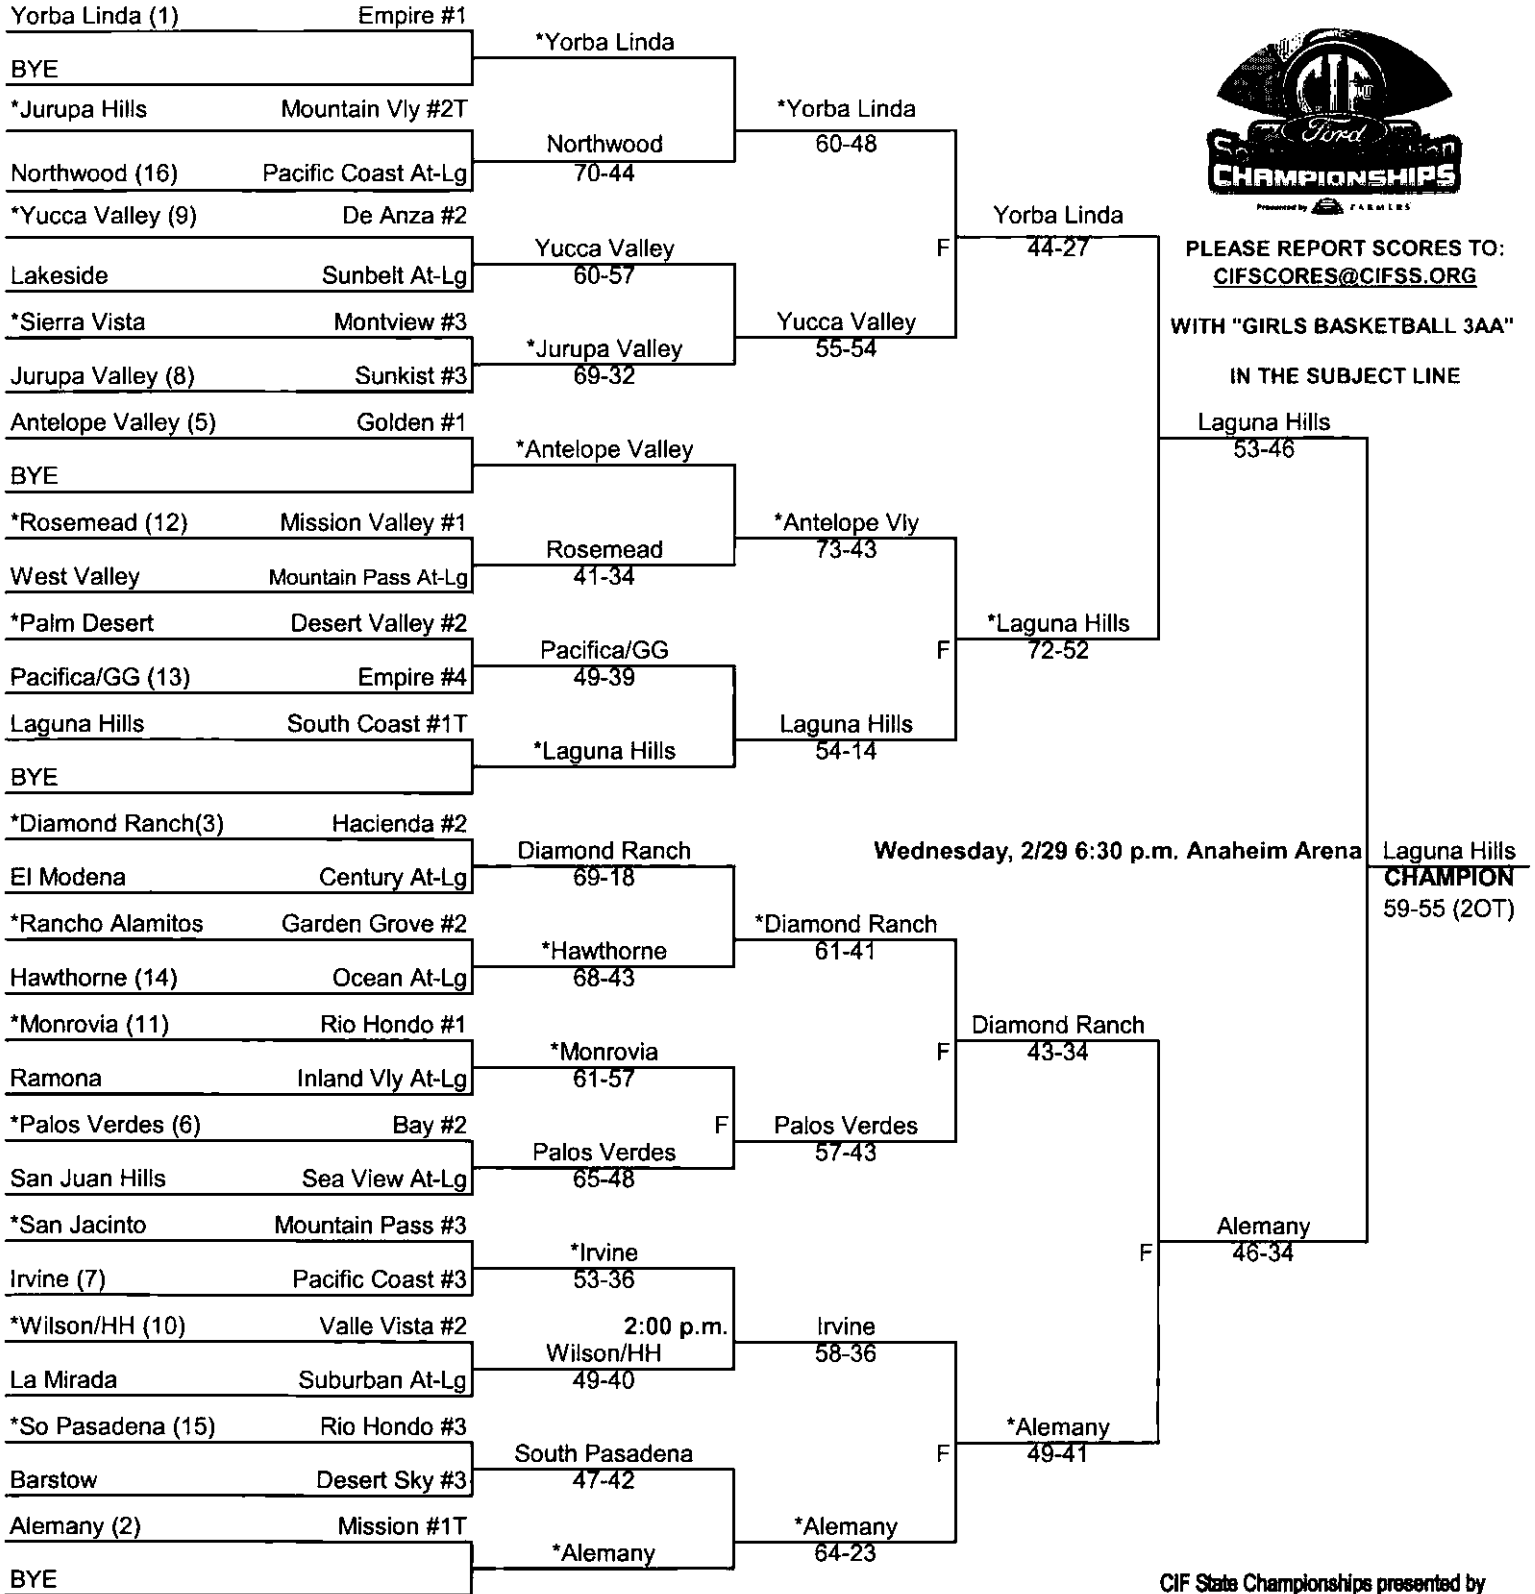 Yorba Linda (1) Empire #1
BYE
*Jurupa Hills Mountain Vly #2T
Northwood (16) Pacific Coast At-Lg
*Yucca Valley (9) De Anza #2
Lakeside Sunbelt At-Lg
*Sierra Vista Montview #3
Jurupa Valley (8) Sunkist #3
Antelope Valley (5) Golden #1
BYE
*Rosemead (12) Mission Valley #1
West Valley Mountain Pass At-Lg
*Palm Desert Desert Valley #2
Pacifica/GG (13) Empire #4
Laguna Hills South Coast #1T
BYE
*Diamond Ranch(3) Hacienda #2
El Modena Century At-Lg
*Rancho Alamitos Garden Grove #2
Hawthorne (14) Ocean At-Lg
*Monrovia (11) Rio Hondo #1
Ramona Inland Vly At-Lg
*Palos Verdes (6) Bay #2
San Juan Hills Sea View At-Lg
*San Jacinto Mountain Pass #3
Irvine (7) Pacific Coast #3
*Wilson/HH (10) Valle Vista #2
La Mirada Suburban At-Lg
*So Pasadena (15) Rio Hondo #3
Barstow Desert Sky #3
Alemany (2) Mission #1T
BYE
*Yorba Linda
Northwood
70-44
Yucca Valley
60-57
*Jurupa Valley
69-32
*Antelope Valley
Rosemead
41-34
Pacifica/GG
49-39
*Laguna Hills
Diamond Ranch
69-18
*Hawthorne
68-43
*Monrovia
61-57
F
Palos Verdes
65-48
*Irvine
53-36
2:00 p.m.
Wilson/HH
49-40
South Pasadena
47-42
*Alemany
*Yorba Linda
60-48
F
Yucca Valley
55-54
*Antelope Vly
73-43
F
Laguna Hills
54-14
*Diamond Ranch
61-41
F
Palos Verdes
57-43
Irvine
58-36
F
*Alemany
64-23
Yorba Linda
44-27
*Laguna Hills
72-52
Diamond Ranch
43-34
F
*Alemany
49-41
Ford
CHAMPIONSHIPS
Presented by FARMERS
PLEASE REPORT SCORES TO:
CIFSCORES@CIFSS.ORG
WITH "GIRLS BASKETBALL 3AA"
IN THE SUBJECT LINE
Laguna Hills
53-46
Alemany
46-34
Wednesday, 2/29 6:30 p.m. Anaheim Arena
Laguna Hills
CHAMPION
59-55 (2OT)
CIF State Championships presented by